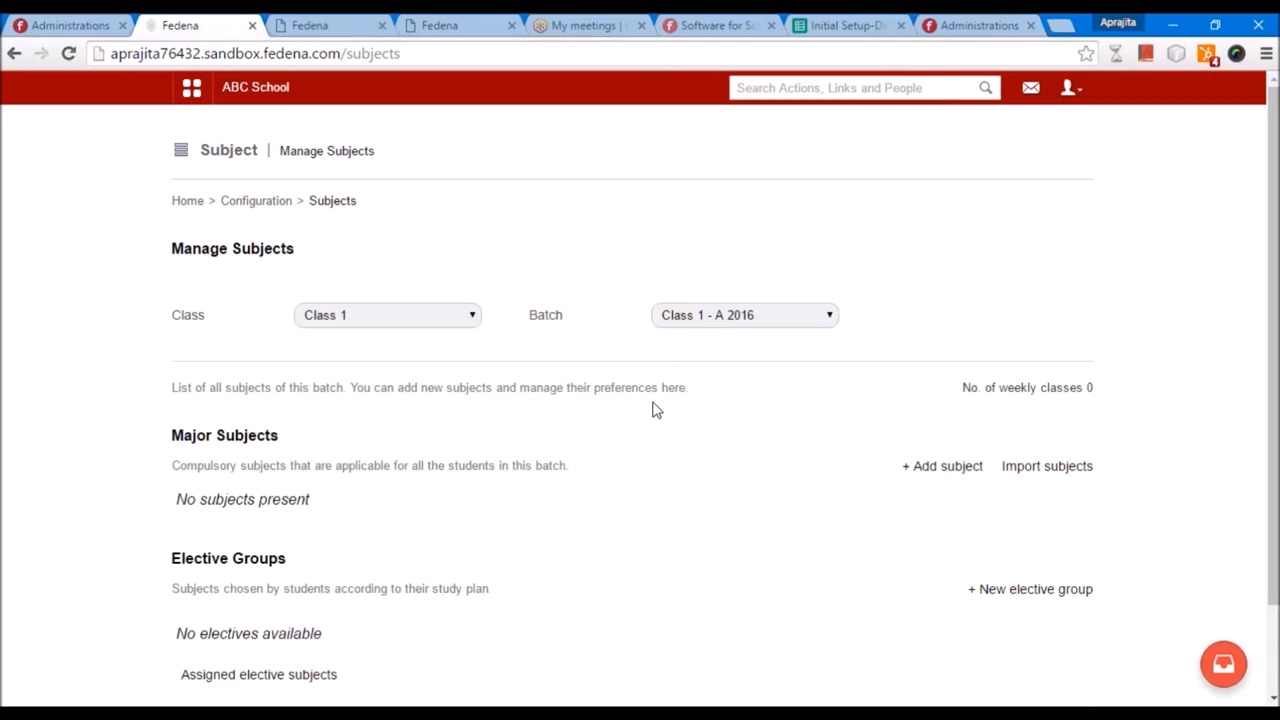 Administrations
Fedena
Fedena
Fedena
My meetings |
Software for Sc
Initial Setup-De
Administrations
Aprajita
aprajita76432.sandbox.fedena.com/subjects
4
ABC School
Search Actions, Links and People
Subject | Manage Subjects
Home > Configuration > Subjects
Manage Subjects
Class Class 1 Batch Class 1 - A 2016
List of all subjects of this batch. You can add new subjects and manage their preferences here. No. of weekly classes 0
Major Subjects
Compulsory subjects that are applicable for all the students in this batch. + Add subject Import subjects
No subjects present
Elective Groups
Subjects chosen by students according to their study plan. + New elective group
No electives available
Assigned elective subjects